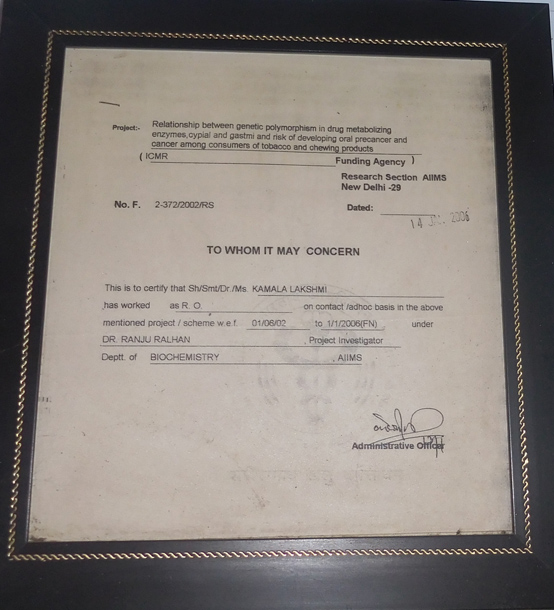 Project:- Relationship between genetic polymorphism in drug metabolizing
enzymes,cypial and gastmi and risk of developing oral precancer and
cancer among consumers of tobacco and chewing products
( ICMR Funding Agency )
Research Section AIIMS
New Delhi -29
No. F. 2-372/2002/RS Dated:
14 2006
TO WHOM IT MAY CONCERN
This is to certify that Sh/Smt/Dr./Ms. KAMALA LAKSHMI
has worked as R. O. on contact /adhoc basis in the above
mentioned project / scheme w.e.f. 01/06/02 to 1/1/2006(FN) under
DR. RANJU RALHAN , Project Investigator
Deptt. of BIOCHEMISTRY , AIIMS
Administrative Officer